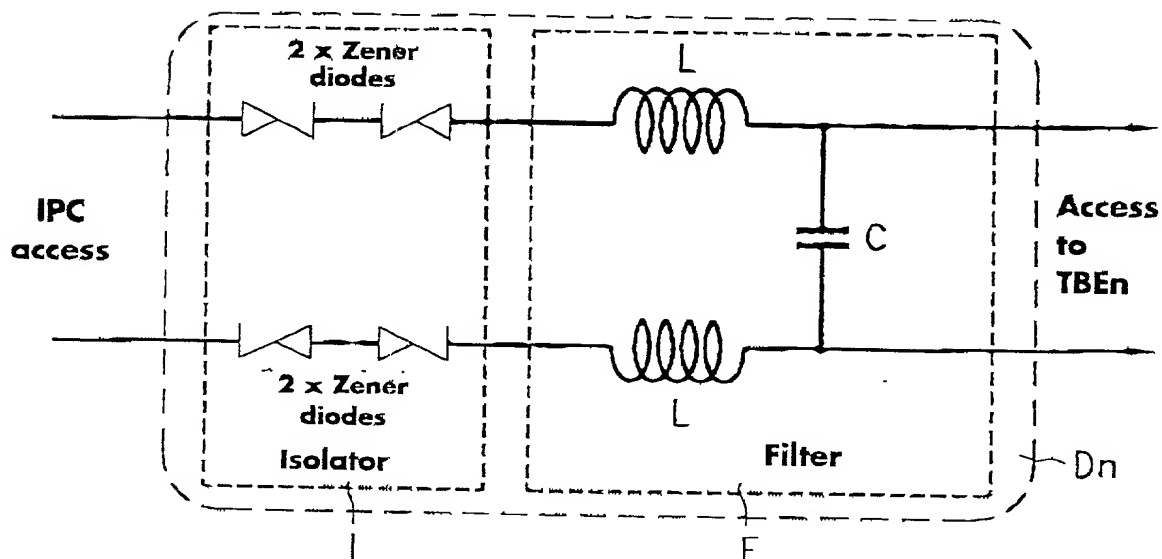 2 x Zener
diodes
L
IPC
access
C
Access
to
TBEn
2 x Zener
diodes
L
Isolator
Filter
Dn
I
F